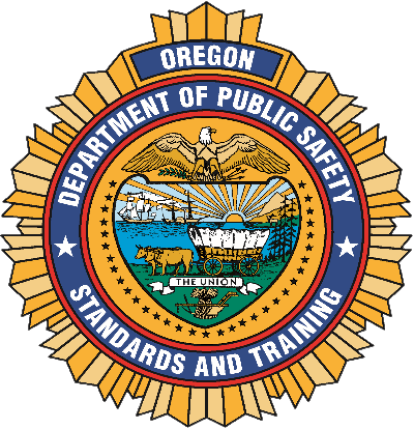 OREGON
DEPARTMENT OF PUBLIC SAFETY
STANDARDS AND TRAINING
THE UNION